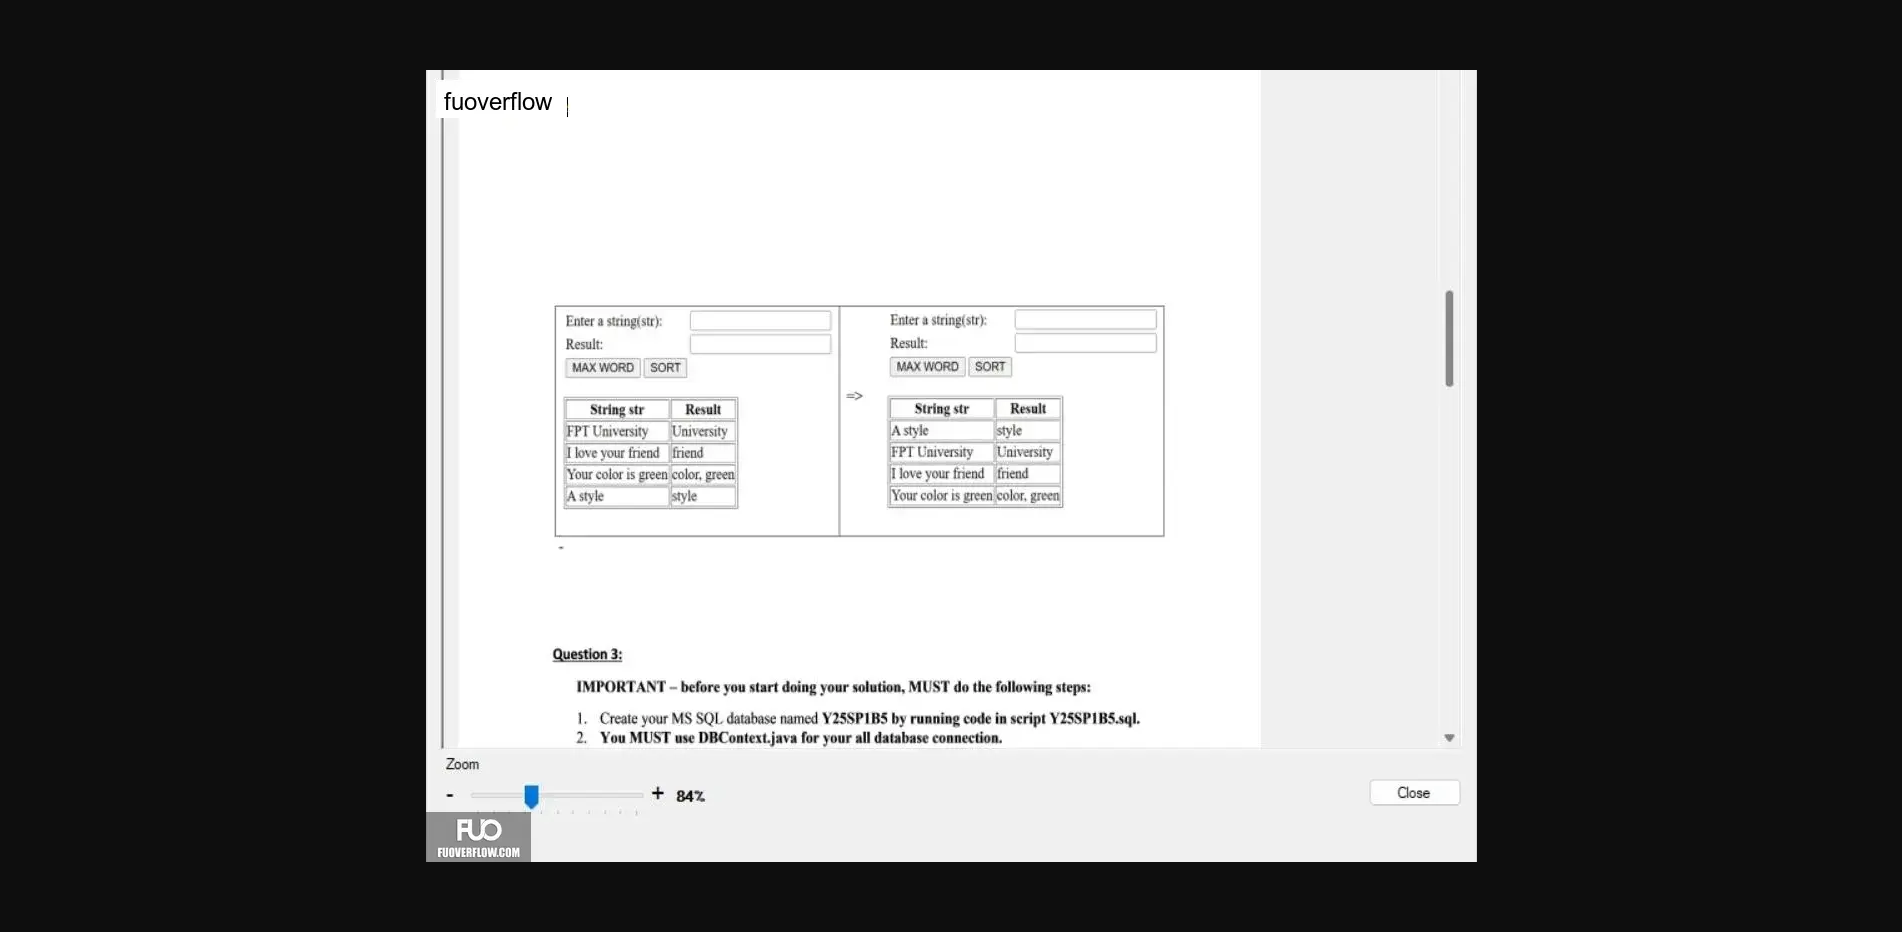 fuoverflow
Enter a string(str):
Result:
MAX WORD SORT
String str Result
FPT University University
I love your friend friend
Your color is green color, green
A style style
=>
Enter a string(str):
Result:
MAX WORD SORT
String str Result
A style style
FPT University University
I love your friend friend
Your color is green color, green
-
Question 3:
IMPORTANT – before you start doing your solution, MUST do the following steps:
1. Create your MS SQL database named Y25SP1B5 by running code in script Y25SP1B5.sql.
2. You MUST use DBContext.java for your all database connection.
Zoom
- + 84%
Close
FUO
FUOVERFLOW.COM